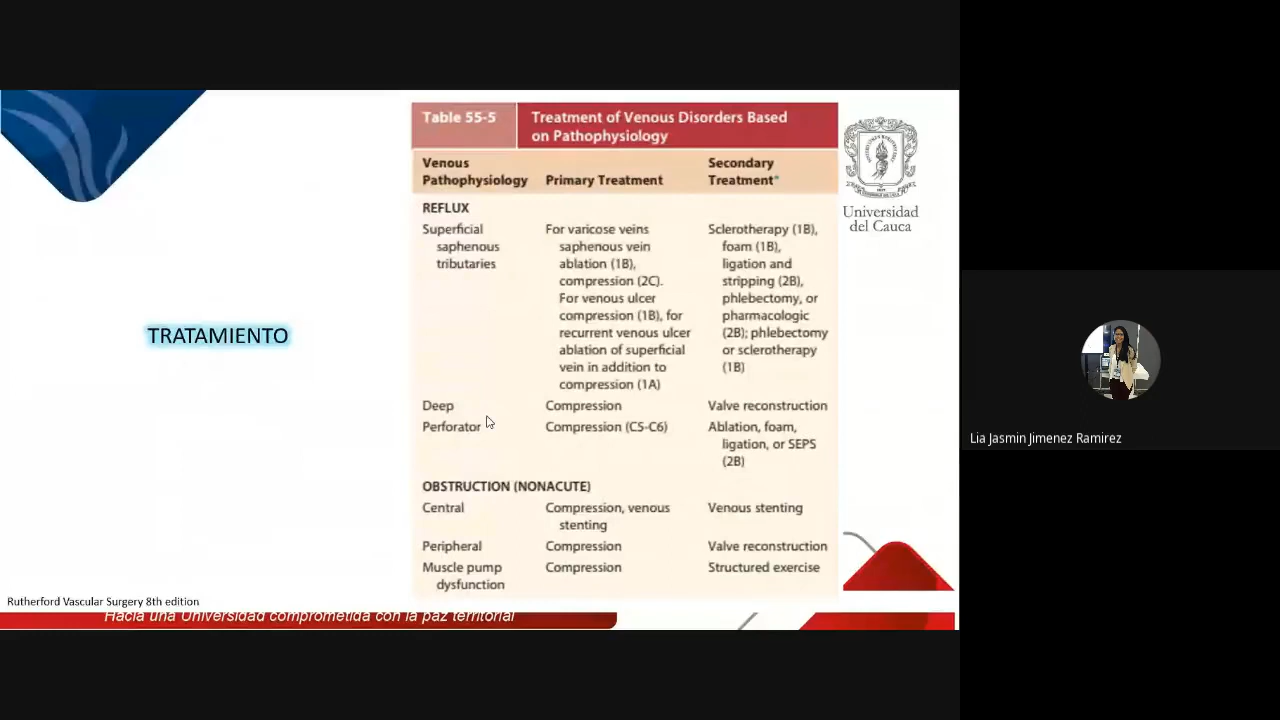 Table 55-5
Treatment of Venous Disorders Based
on Pathophysiology
Venous
Pathophysiology
Primary Treatment
Secondary
Treatment*
REFLUX
Superficial
saphenous
tributaries
For varicose veins
saphenous vein
ablation (1B),
compression (2C).
For venous ulcer
compression (1B), for
recurrent venous ulcer
ablation of superficial
vein in addition to
compression (1A)
Sclerotherapy (1B),
foam (1B),
ligation and
stripping (2B),
phlebectomy, or
pharmacologic
(2B); phlebectomy
or sclerotherapy
(1B)
Deep
Compression
Valve reconstruction
Perforator
Compression (C5-C6)
Ablation, foam,
ligation, or SEPS
(2B)
OBSTRUCTION (NONACUTE)
Central
Compression, venous
stenting
Venous stenting
Peripheral
Compression
Valve reconstruction
Muscle pump
dysfunction
Compression
Structured exercise
TRATAMIENTO
Universidad
del Cauca
Rutherford Vascular Surgery 8th edition
Hacia una Universidad comprometida con la paz territorial
Lia Jasmin Jimenez Ramirez